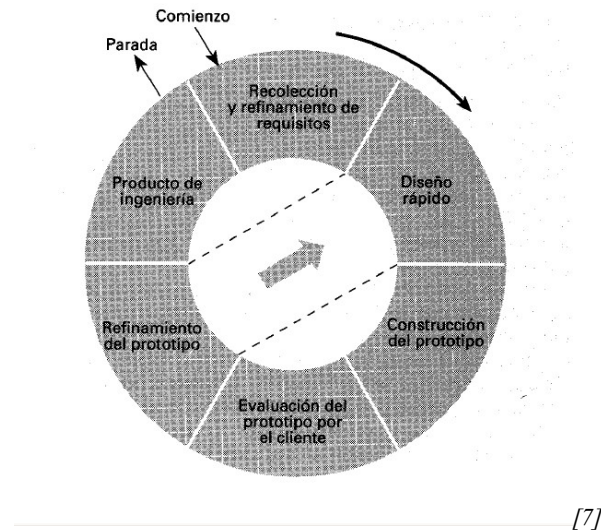 Comienzo
Parada
Recolección
y refinamiento de
requisitos
Diseño
rápido
Construcción
del prototipo
Evaluación del
prototipo por
el cliente
Refinamiento
del prototipo
Producto de
ingeniería
[7]